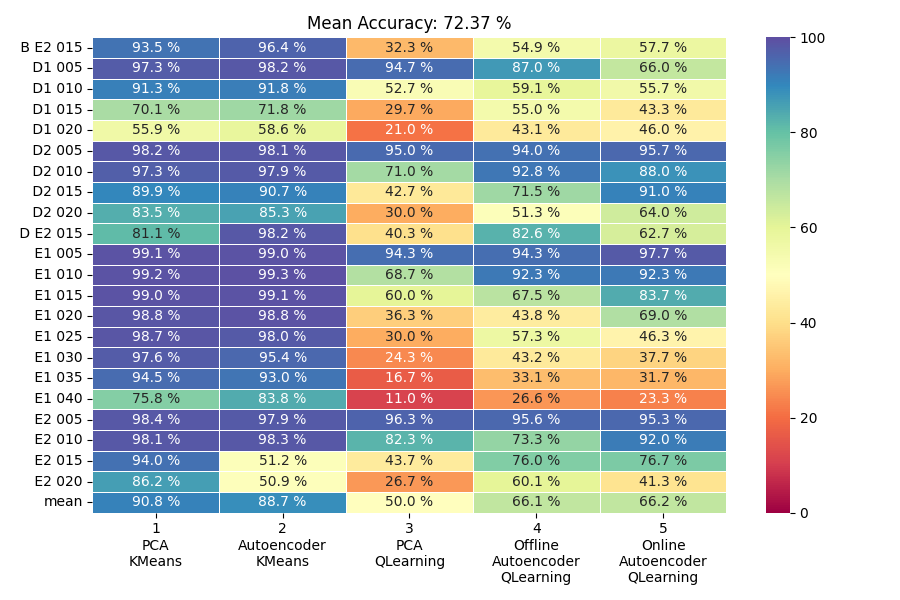 Mean Accuracy: 72.37 %
B E2 015 93.5 % 96.4 % 32.3 % 54.9 % 57.7 % 100
D1 005 97.3 % 98.2 % 94.7 % 87.0 % 66.0 %
D1 010 91.3 % 91.8 % 52.7 % 59.1 % 55.7 %
D1 015 70.1 % 71.8 % 29.7 % 55.0 % 43.3 %
D1 020 55.9 % 58.6 % 21.0 % 43.1 % 46.0 % 80
D2 005 98.2 % 98.1 % 95.0 % 94.0 % 95.7 %
D2 010 97.3 % 97.9 % 71.0 % 92.8 % 88.0 %
D2 015 89.9 % 90.7 % 42.7 % 71.5 % 91.0 %
D2 020 83.5 % 85.3 % 30.0 % 51.3 % 64.0 %
D E2 015 81.1 % 98.2 % 40.3 % 82.6 % 62.7 % 60
E1 005 99.1 % 99.0 % 94.3 % 94.3 % 97.7 %
E1 010 99.2 % 99.3 % 68.7 % 92.3 % 92.3 %
E1 015 99.0 % 99.1 % 60.0 % 67.5 % 83.7 %
E1 020 98.8 % 98.8 % 36.3 % 43.8 % 69.0 % 40
E1 025 98.7 % 98.0 % 30.0 % 57.3 % 46.3 %
E1 030 97.6 % 95.4 % 24.3 % 43.2 % 37.7 %
E1 035 94.5 % 93.0 % 16.7 % 33.1 % 31.7 %
E1 040 75.8 % 83.8 % 11.0 % 26.6 % 23.3 %
E2 005 98.4 % 97.9 % 96.3 % 95.6 % 95.3 % 20
E2 010 98.1 % 98.3 % 82.3 % 73.3 % 92.0 %
E2 015 94.0 % 51.2 % 43.7 % 76.0 % 76.7 %
E2 020 86.2 % 50.9 % 26.7 % 60.1 % 41.3 %
mean 90.8 % 88.7 % 50.0 % 66.1 % 66.2 % 0
1 2 3 4 5
PCA Autoencoder PCA Offline Online
KMeans KMeans QLearning Autoencoder Autoencoder
QLearning QLearning